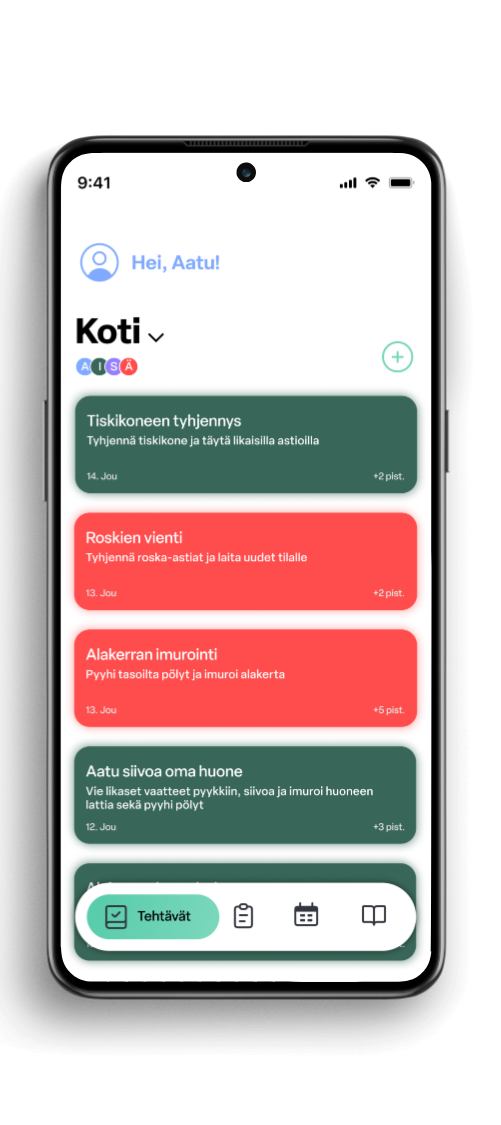 9:41
Hei, Aatu!
Koti
A I S Ä
Tiskikoneen tyhjennys
Tyhjennä tiskikone ja täytä likaisilla astioilla
14. Jou
+2 pist.
Roskien vienti
Tyhjennä roska-astiat ja laita uudet tilalle
13. Jou
+2 pist.
Alakerran imurointi
Pyyhi tasoilta pölyt ja imuroi alakerta
13. Jou
+5 pist.
Aatu siivoa oma huone
Vie likaset vaatteet pyykkiin, siivoa ja imuroi huoneen
lattia sekä pyyhi pölyt
12. Jou
+3 pist.
Tehtävät